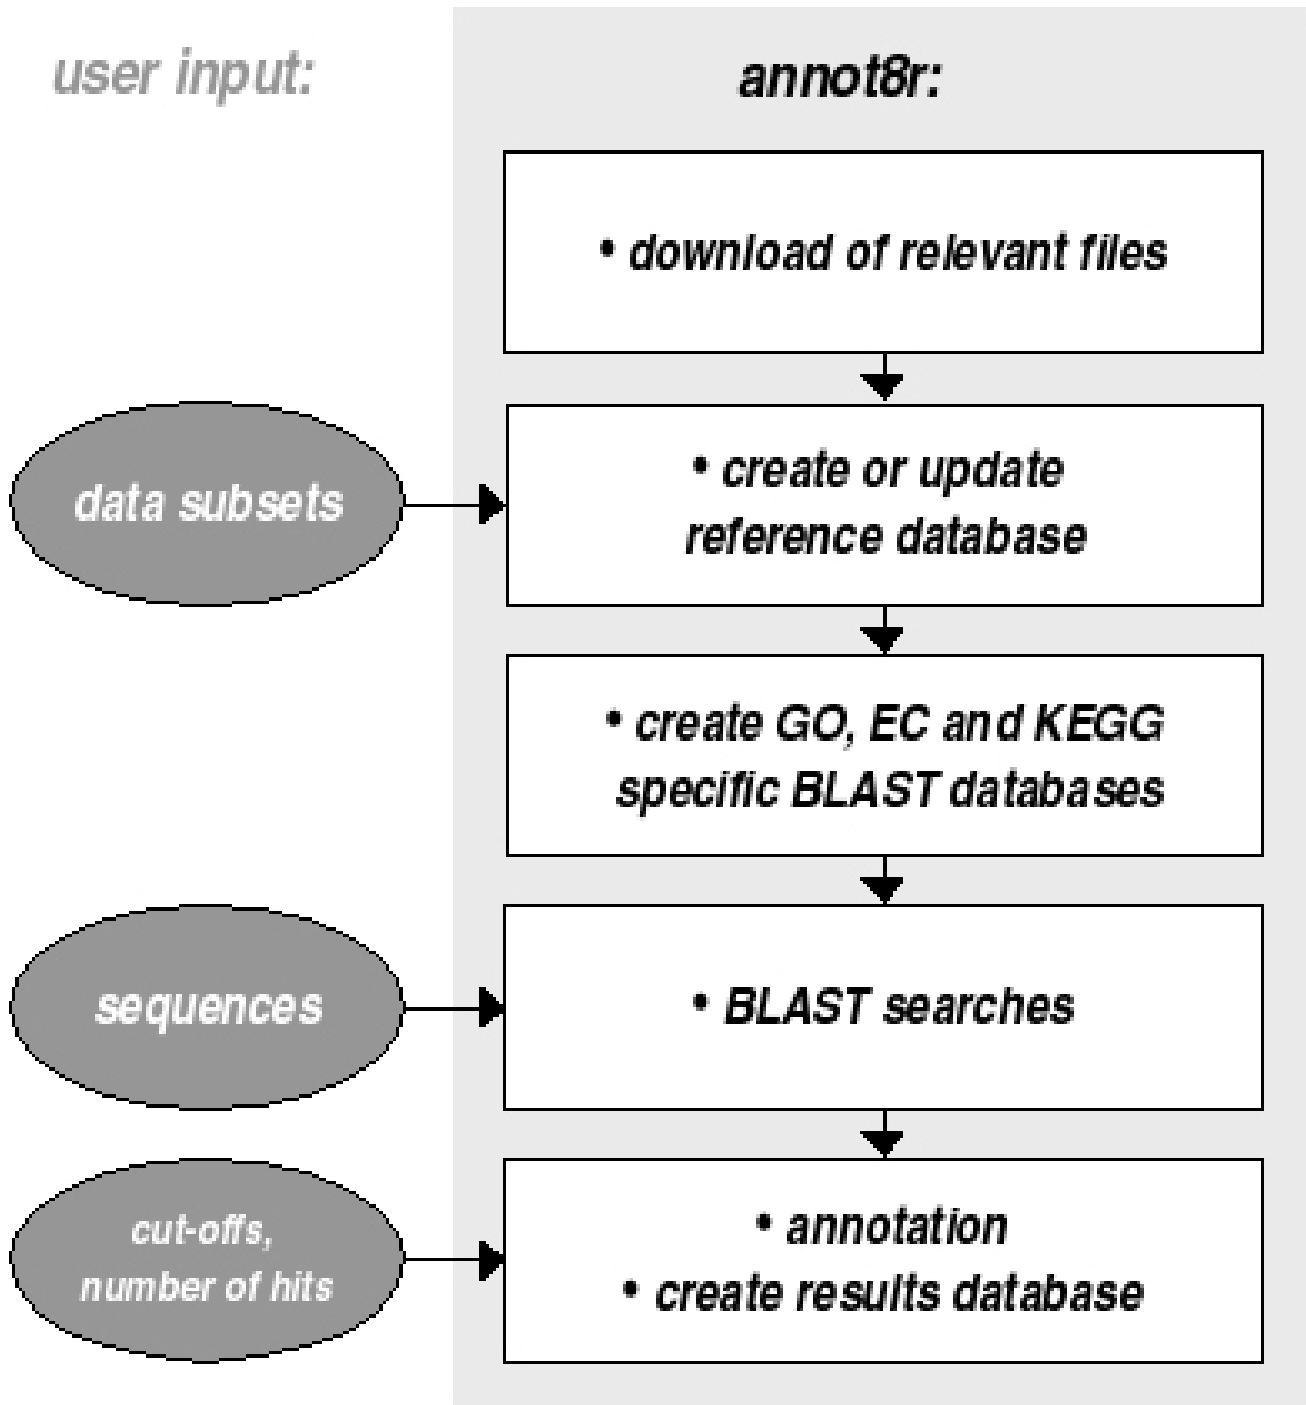 user input:
annot8r:
• download of relevant files
data subsets
• create or update
reference database
• create GO, EC and KEGG
specific BLAST databases
sequences
• BLAST searches
cut-offs,
number of hits
• annotation
• create results database